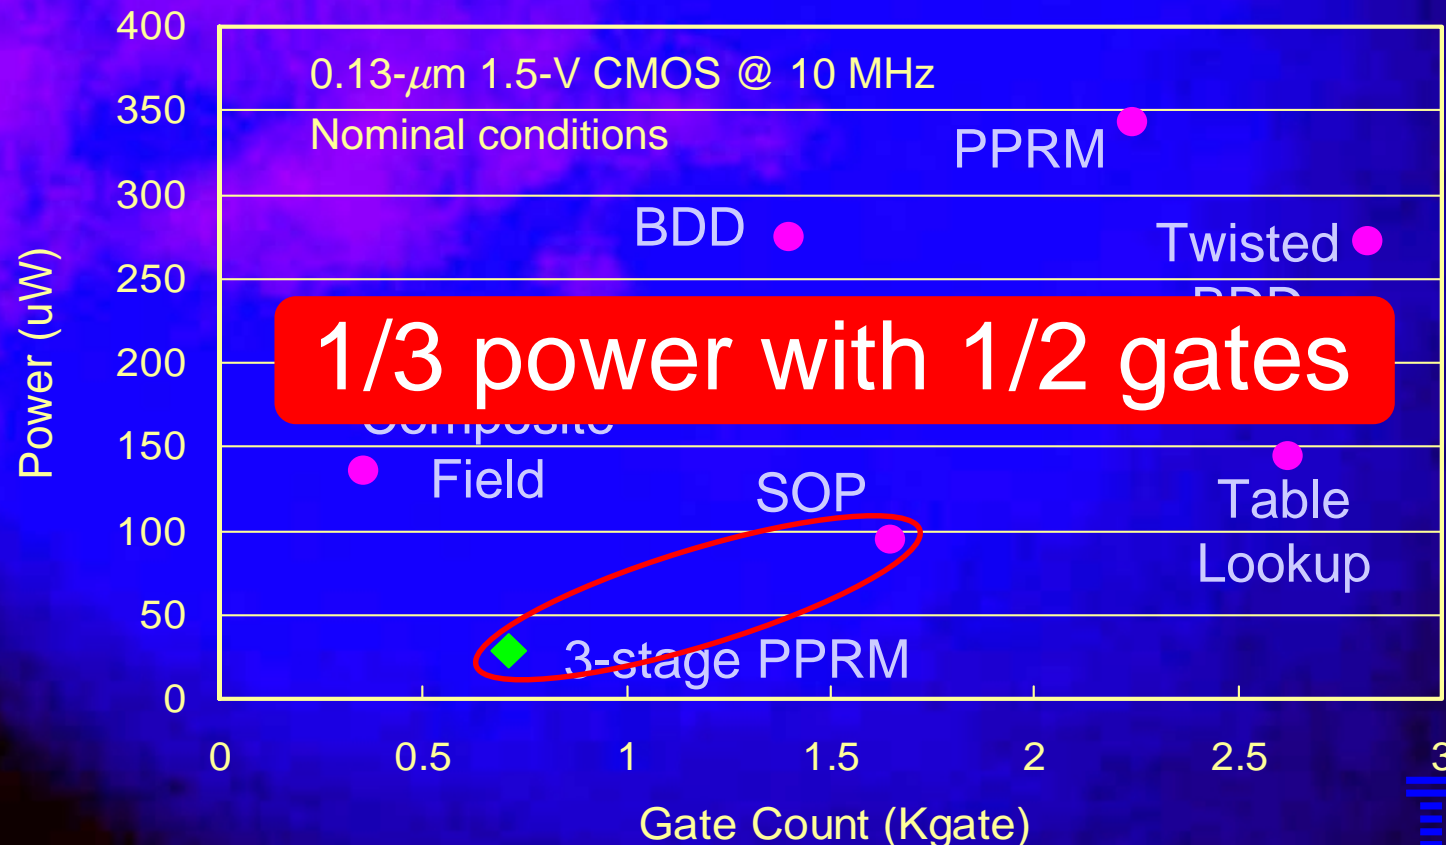 400
0.13-μm 1.5-V CMOS @ 10 MHz
350
Nominal conditions
PPRM
300
BDD
Twisted
BDD
250
1/3 power with 1/2 gates
200
Power (uW)
Composite
150
Field
SOP
Table
100
Lookup
50
3-stage PPRM
0
0 0.5 1 1.5 2 2.5 3
Gate Count (Kgate)